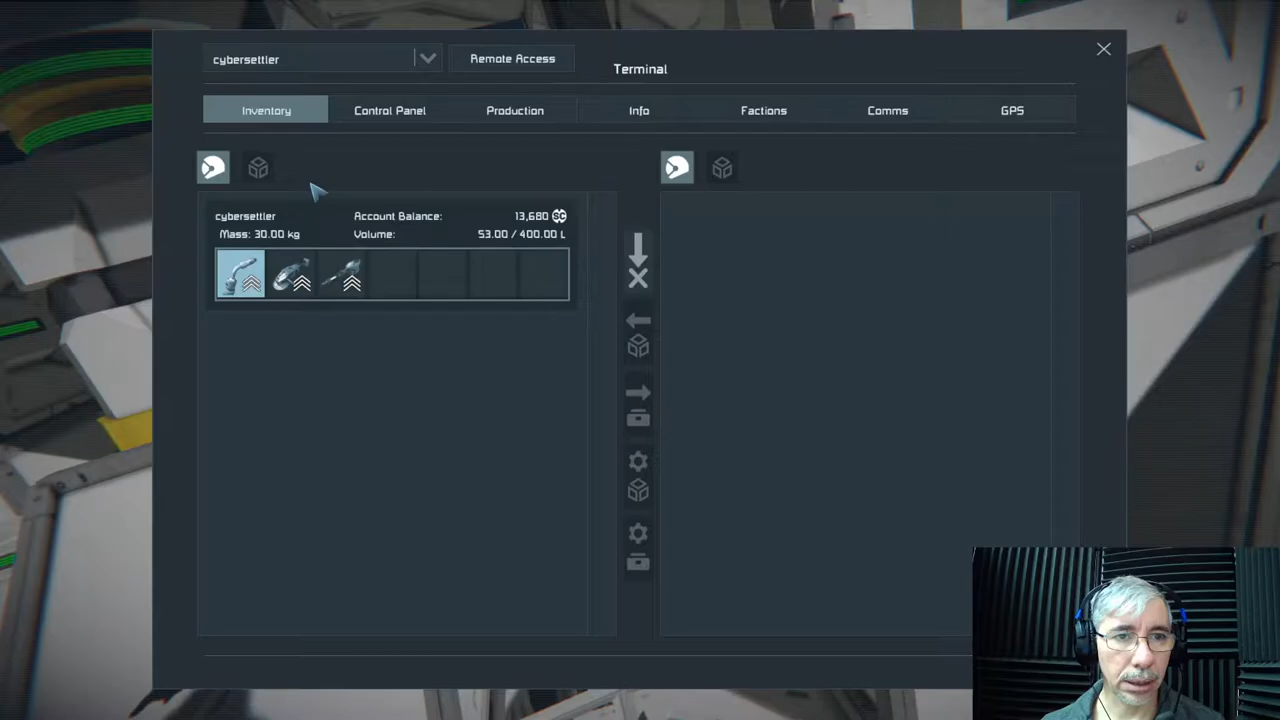 cybersettler
Remote Access
Terminal
Inventory
Control Panel
Production
Info
Factions
Comms
GPS
cybersettler
Account Balance:
13,680 SC
Mass: 30.00 kg
Volume:
53.00 / 400.00 L